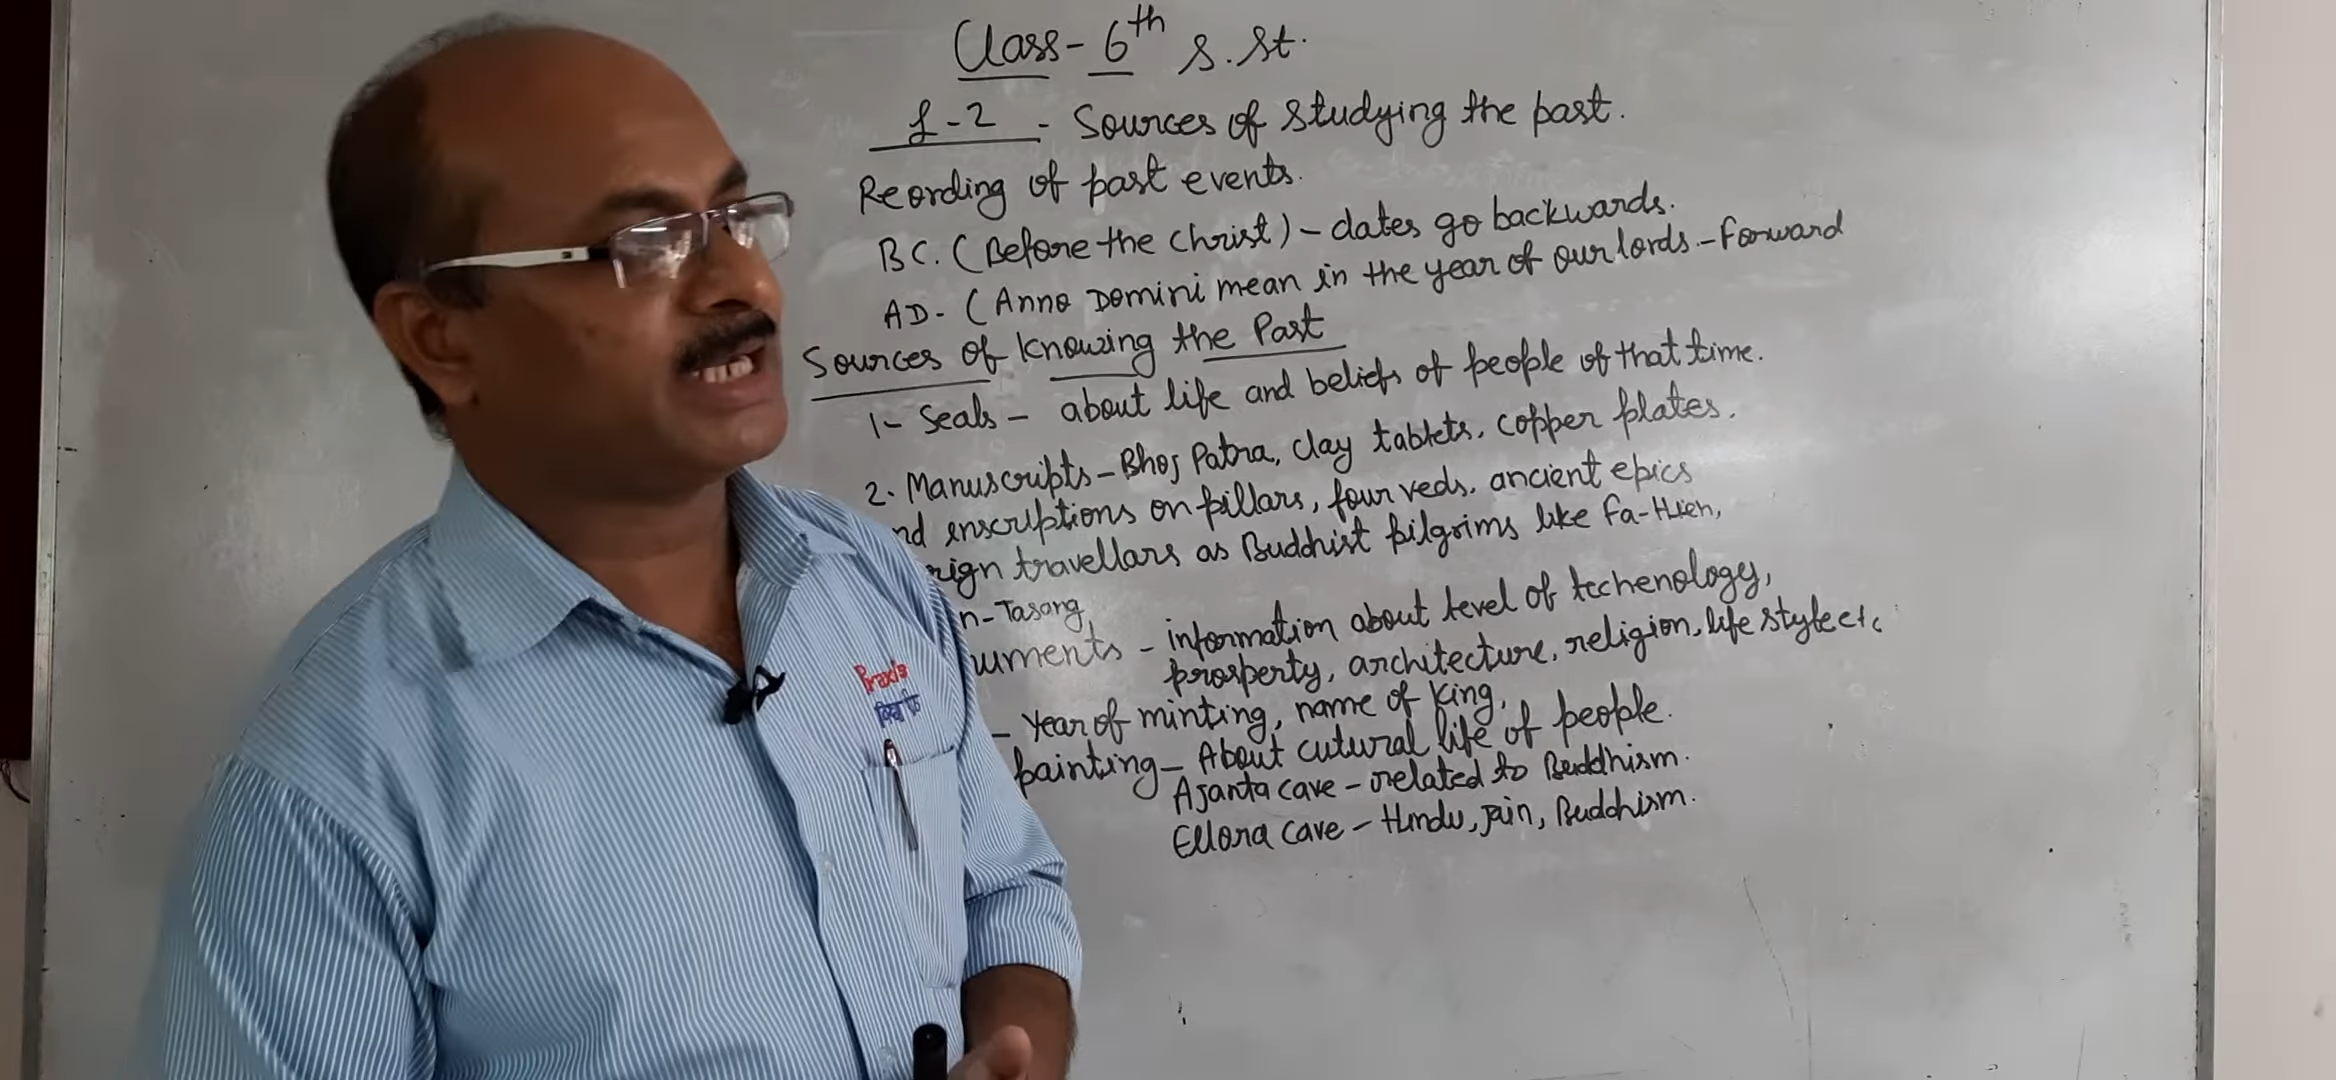 Class- 6th S. St.
L-2 - Sources of studying the past.
Reording of past events.
BC. (Before the Christ) - dates go backwards.
AD- (Anno Domini mean in the year of our lords - Forward
Sources of Knowing the Past
1- Seals - about life and beliefs of people of that time.
2. Manuscripts - Bhoj Patra, clay tablets, copper plates.
nd enscriptions on pillars, four veds, ancient epics
rign travellars as Buddhist pilgrims like Fa-Hien,
n-Tasang
uments - information about level of techenology,
prosperty, architecture, religion, life style etc
- Year of minting, name of King,
painting - About cutural life of people.
Ajanta cave - related to Buddhism.
Ellora cave - Hindu, Jain, Buddhism.